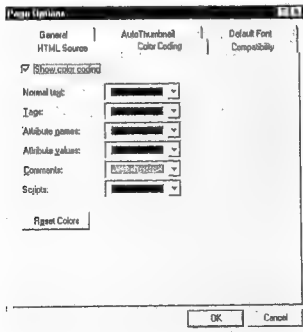 Page Options
General AutoThumbnail Default Font
HTML Source Color Coding Compatibility
Show color coding
Normal text:
Tags:
Attribute names:
Attribute values:
Comments:
Scripts:
Reset Colors
OK Cancel